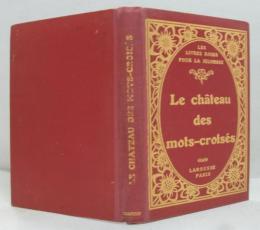 LE CHATEAU DES MOTS-CROISÉS
LES
LIVRES ROSES
POUR LA JEUNESSE
Le château
des
mots-croisés
LAROUSSE
PARIS